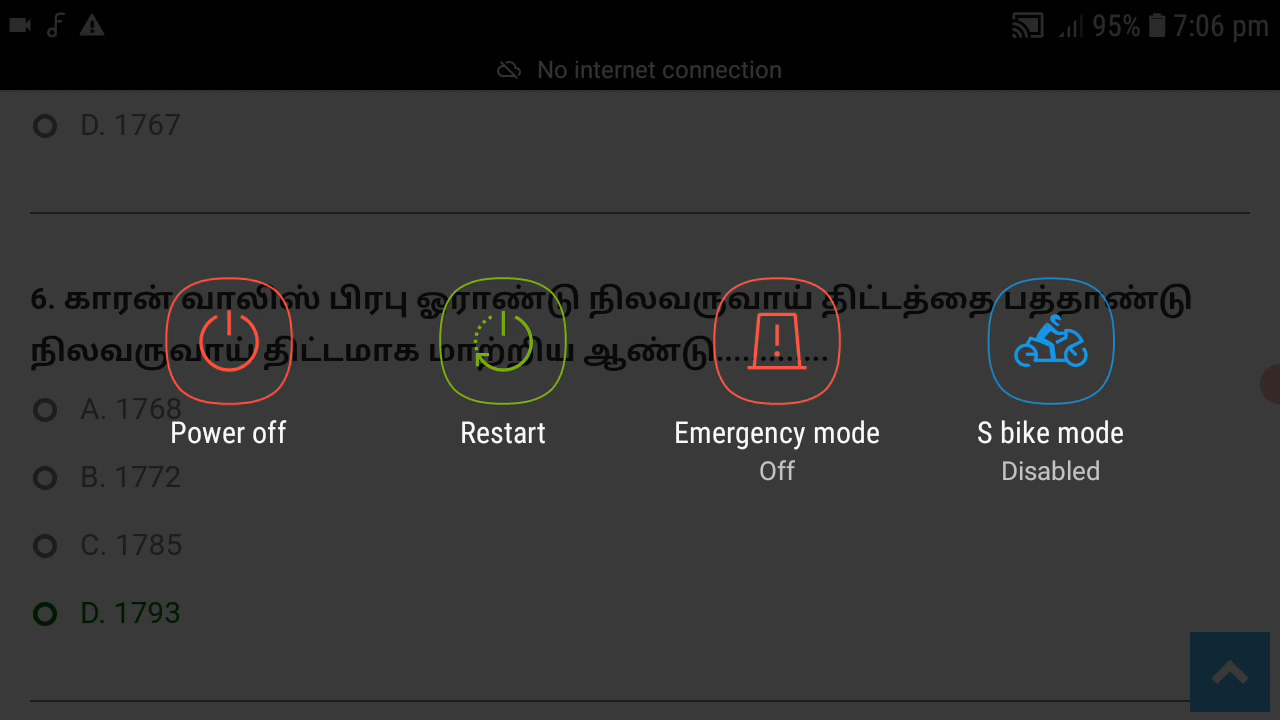 95% 7:06 pm
No internet connection
D. 1767
6. காரன் வாலிஸ் பிரபு ஓராண்டு நிலவருவாய் திட்டத்தை பத்தாண்டு
நிலவருவாய் திட்டமாக மாற்றிய ஆண்டு.............
A. 1768
Power off Restart Emergency mode S bike mode
Off Disabled
B. 1772
C. 1785
D. 1793